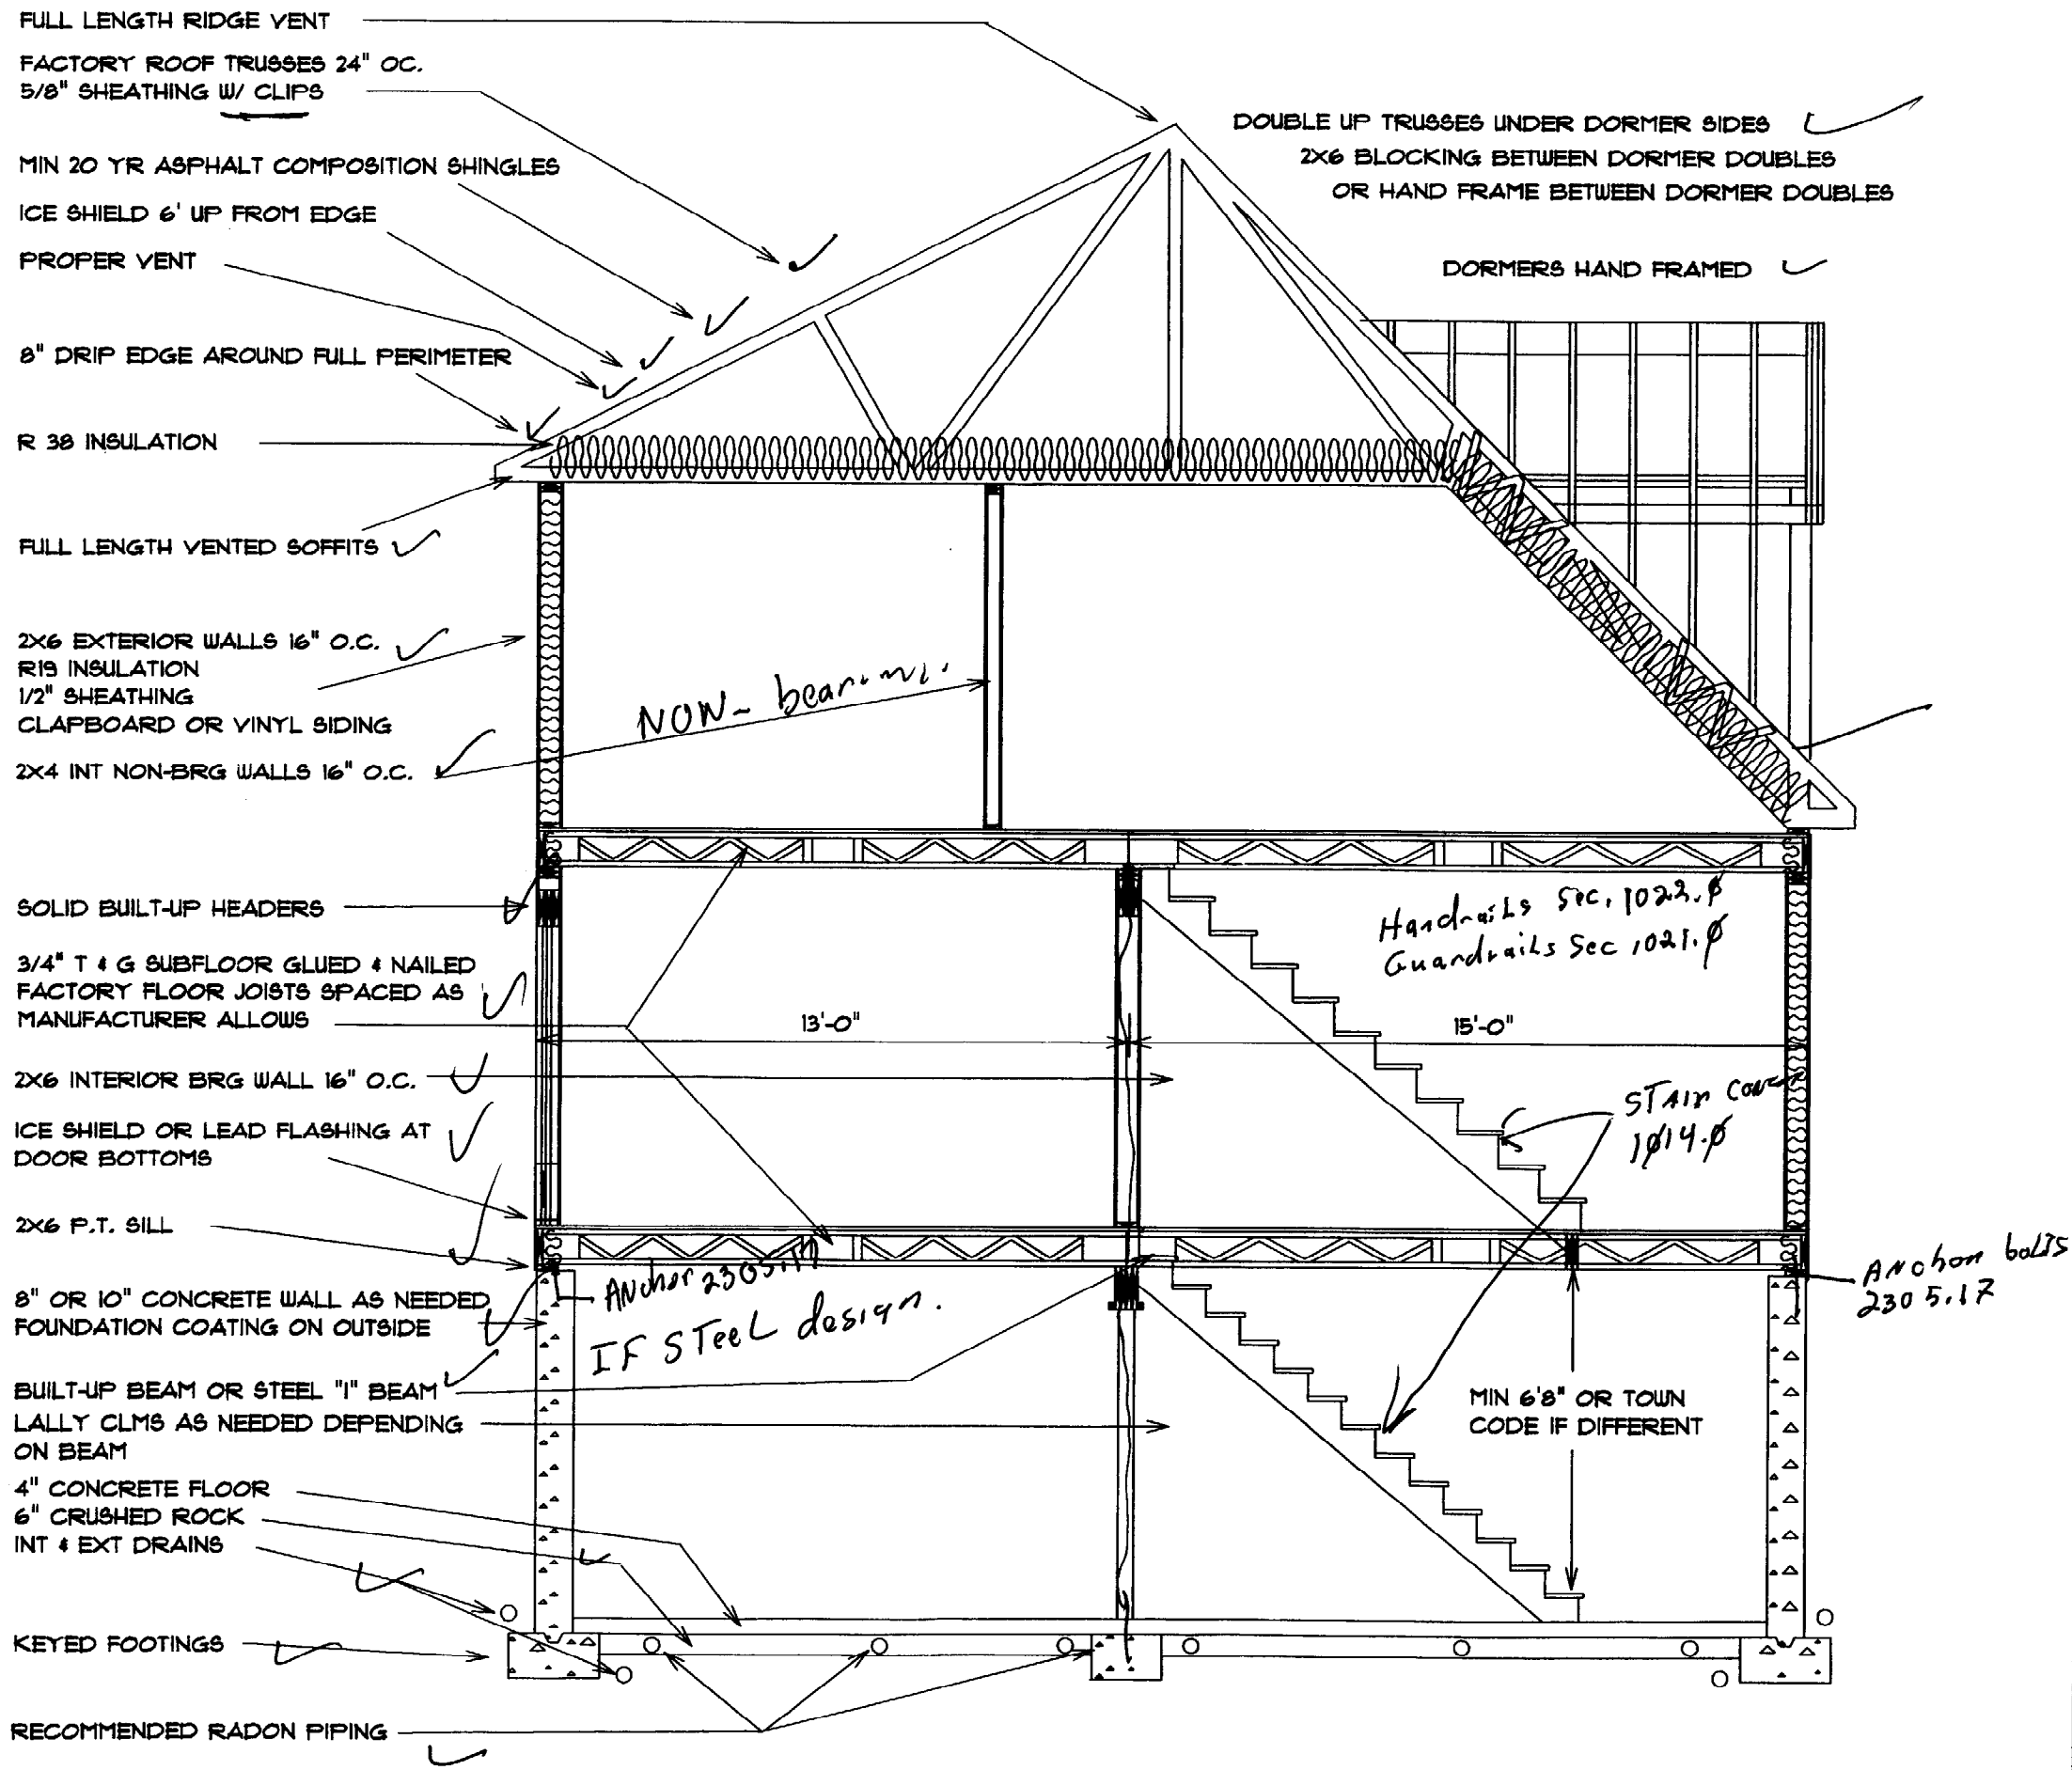 FULL LENGTH RIDGE VENT
FACTORY ROOF TRUSSES 24" OC.
5/8" SHEATHING W/ CLIPS
MIN 20 YR ASPHALT COMPOSITION SHINGLES
ICE SHIELD 6' UP FROM EDGE
PROPER VENT
8" DRIP EDGE AROUND FULL PERIMETER
R 38 INSULATION
FULL LENGTH VENTED SOFFITS
2X6 EXTERIOR WALLS 16" O.C.
R19 INSULATION
1/2" SHEATHING
CLAPBOARD OR VINYL SIDING
2X4 INT NON-BRG WALLS 16" O.C.
SOLID BUILT-UP HEADERS
3/4" T & G SUBFLOOR GLUED & NAILED
FACTORY FLOOR JOISTS SPACED AS
MANUFACTURER ALLOWS
2X6 INTERIOR BRG WALL 16" O.C.
ICE SHIELD OR LEAD FLASHING AT
DOOR BOTTOMS
2X6 P.T. SILL
8" OR 10" CONCRETE WALL AS NEEDED
FOUNDATION COATING ON OUTSIDE
BUILT-UP BEAM OR STEEL "I" BEAM
LALLY CLMS AS NEEDED DEPENDING
ON BEAM
4" CONCRETE FLOOR
6" CRUSHED ROCK
INT & EXT DRAINS
KEYED FOOTINGS
RECOMMENDED RADON PIPING
DOUBLE UP TRUSSES UNDER DORMER SIDES
2X6 BLOCKING BETWEEN DORMER DOUBLES
OR HAND FRAME BETWEEN DORMER DOUBLES
DORMERS HAND FRAMED
NON-
Handrails Sec. 1022.0
Guardrails Sec 1021.0
13'-0"
15'-0"
STAIR
1014.0
Anchor 2305.17
IF STeeL design.
Anchor bolts
2305.17
MIN 6'8" OR TOWN
CODE IF DIFFERENT